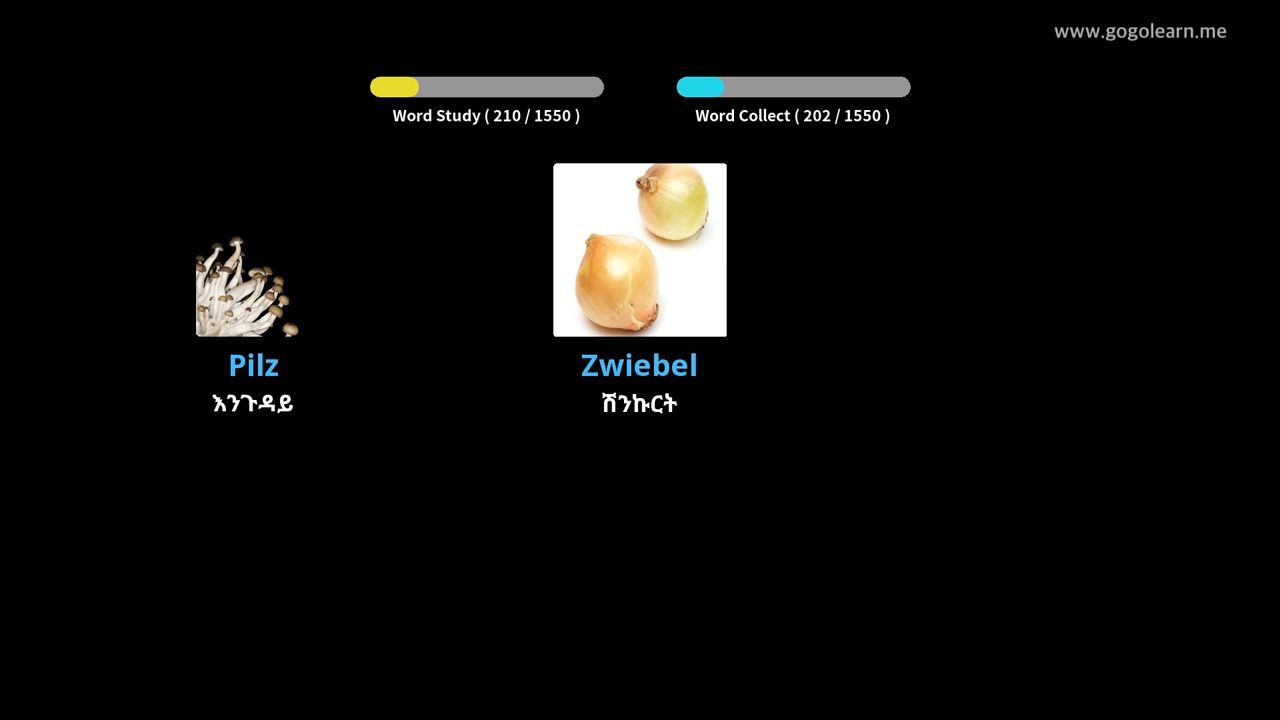 www.gogolearn.me
Word Study ( 210 / 1550 )
Word Collect ( 202 / 1550 )
Pilz
Zwiebel
እንጉዳይ
ሽንኩርት